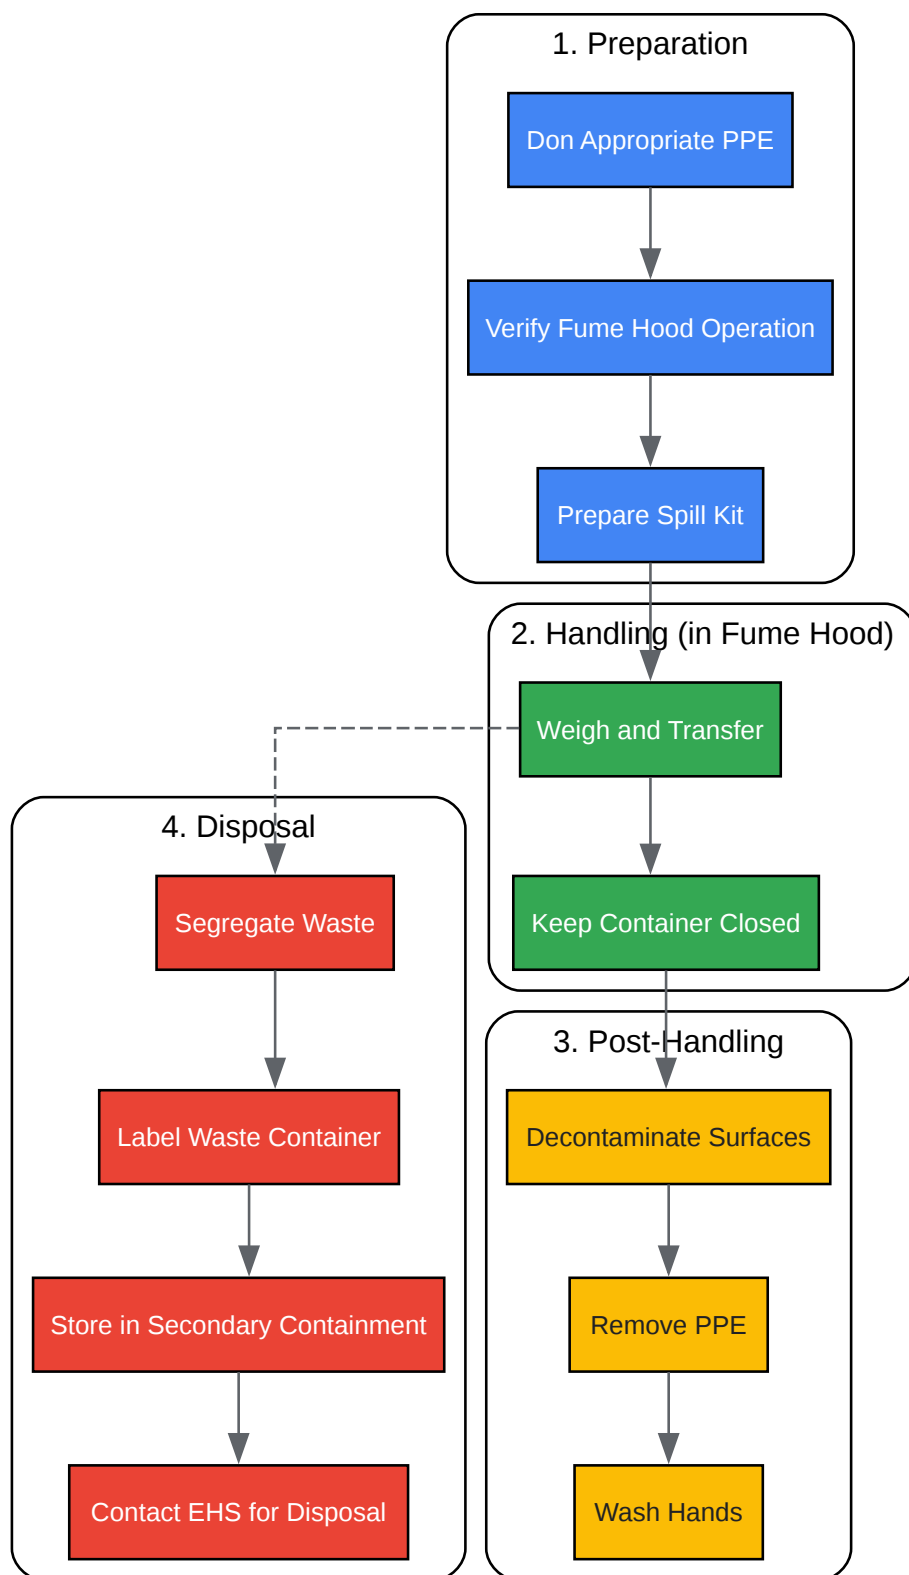 1. Preparation
Don Appropriate PPE
Verify Fume Hood Operation
Prepare Spill Kit
2. Handling (in Fume Hood)
Weigh and Transfer
Keep Container Closed
3. Post-Handling
Decontaminate Surfaces
Remove PPE
Wash Hands
4. Disposal
Segregate Waste
Label Waste Container
Store in Secondary Containment
Contact EHS for Disposal